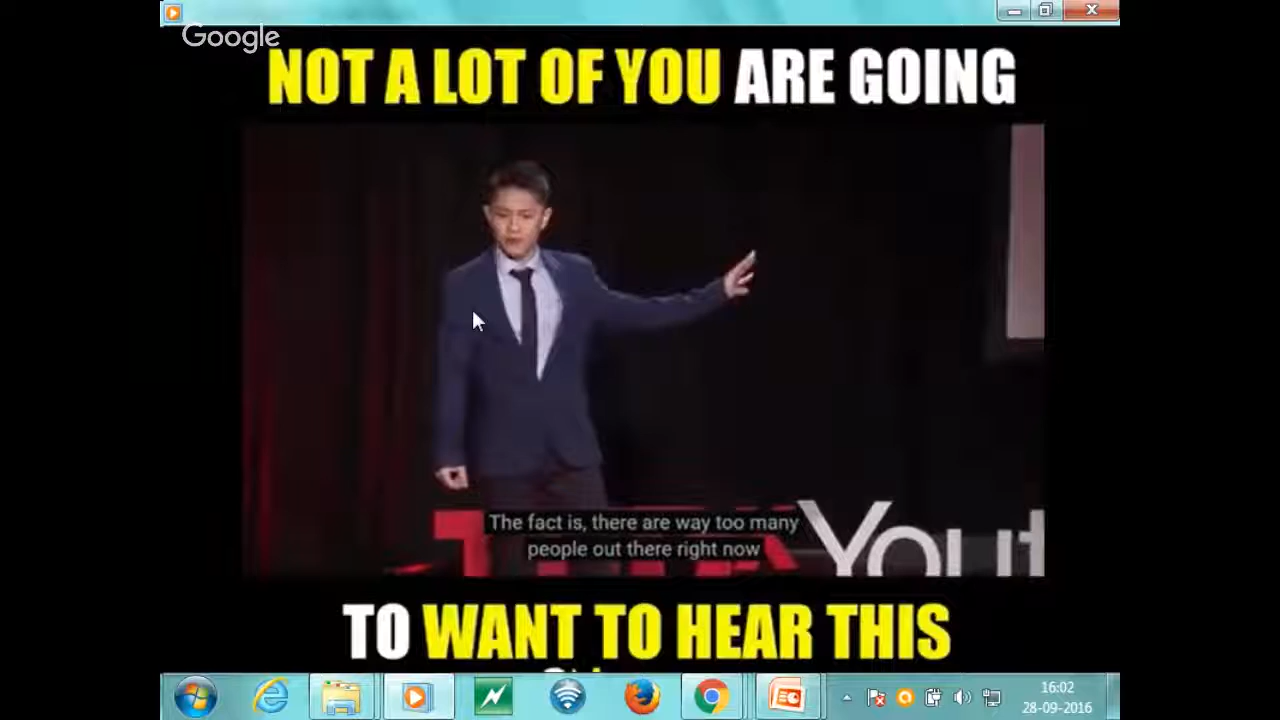 Google
NOT A LOT OF YOU ARE GOING
The fact is, there are way too many
people out there right now
Yout
TO WANT TO HEAR THIS
16:02
28-09-2016